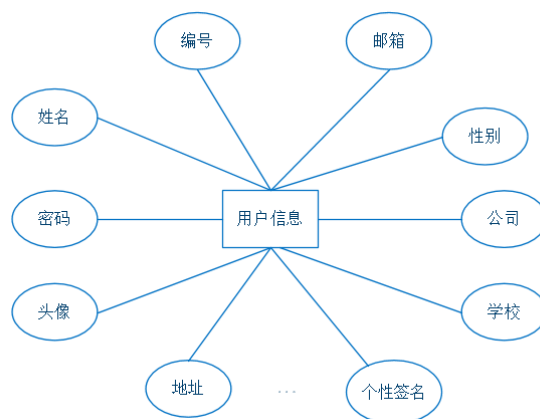 编号
邮箱
姓名
性别
密码
用户信息
公司
头像
学校
地址
...
个性签名